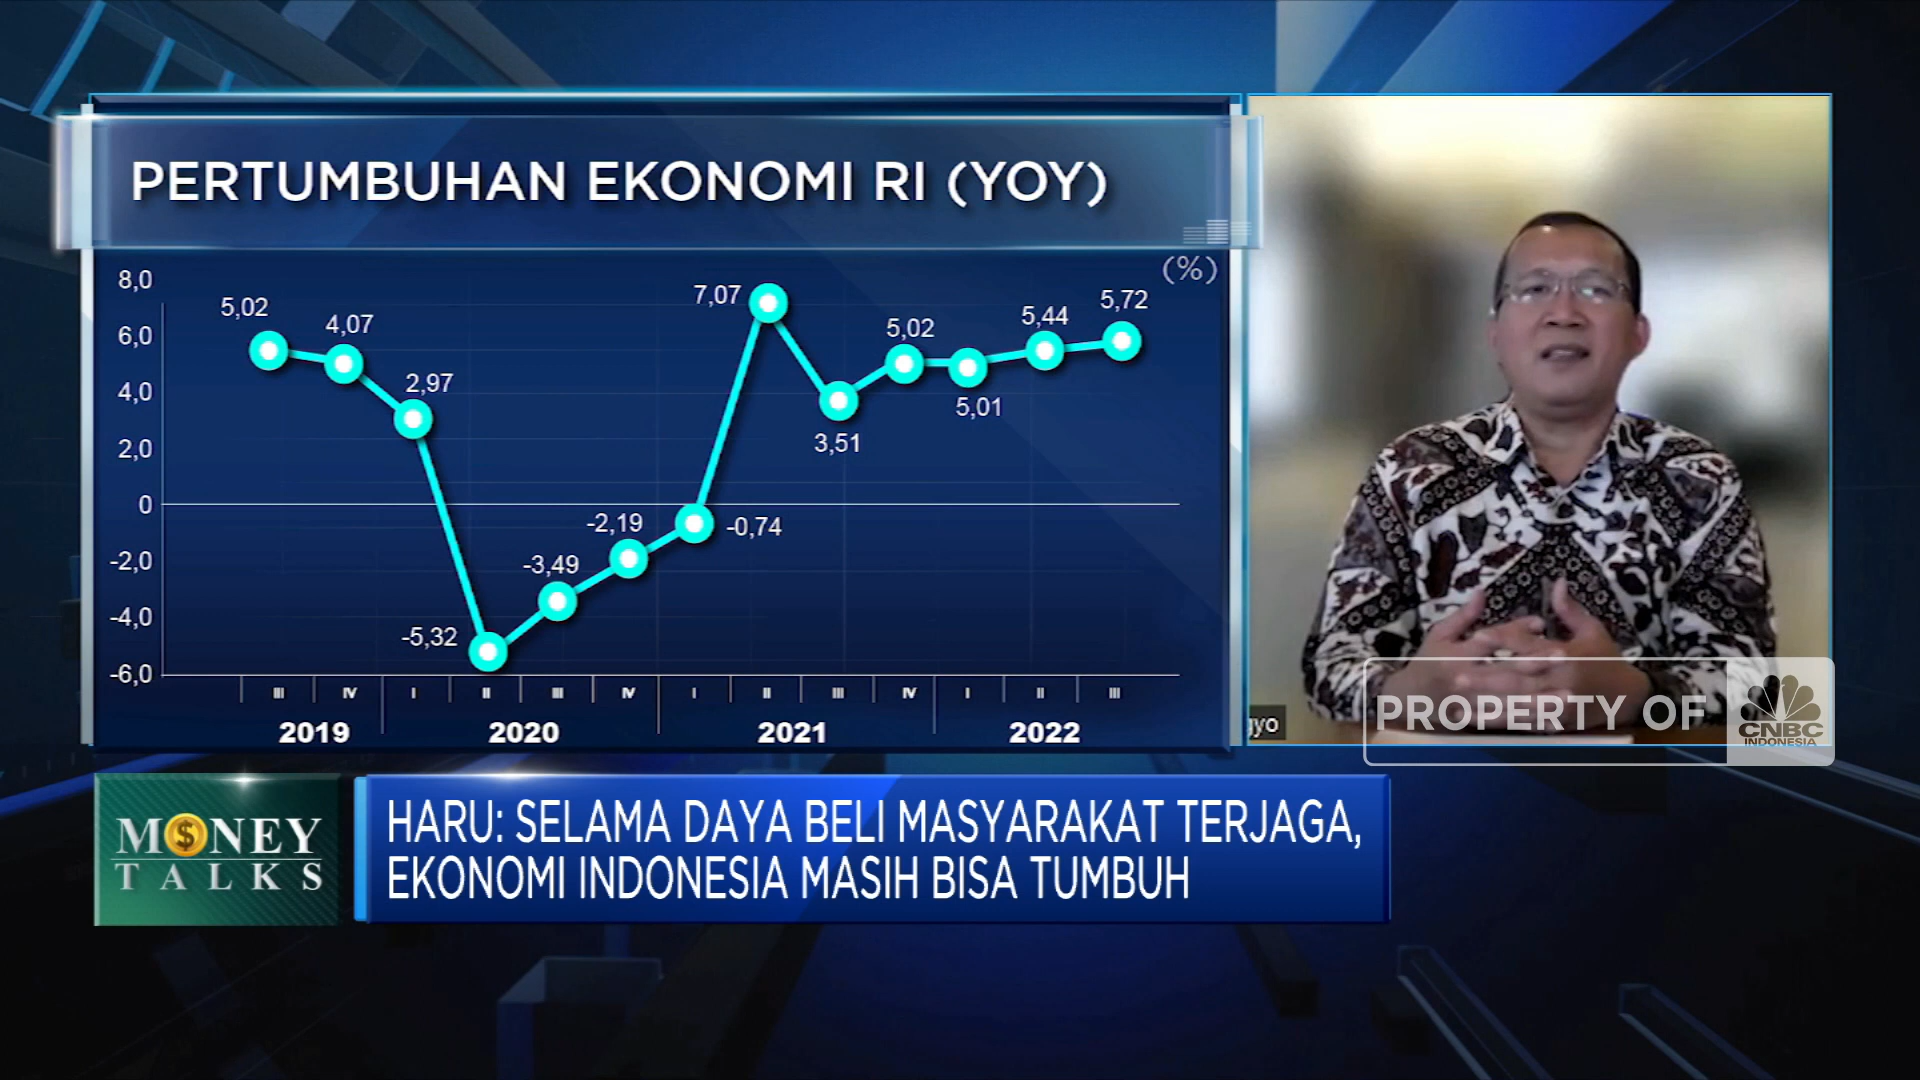 PERTUMBUHAN EKONOMI RI (YOY)
(%)
8,0
6,0
4,0
2,0
0
-2,0
-4,0
-6,0
5,02
4,07
2,97
-5,32
-3,49
-2,19
-0,74
7,07
3,51
5,02
5,01
5,44
5,72
III IV I II III IV I II III IV I II III
2019 2020 2021 2022
gyo
PROPERTY OF
CNBC
INDONESIA
MONEY
TALKS
HARU: SELAMA DAYA BELI MASYARAKAT TERJAGA,
EKONOMI INDONESIA MASIH BISA TUMBUH